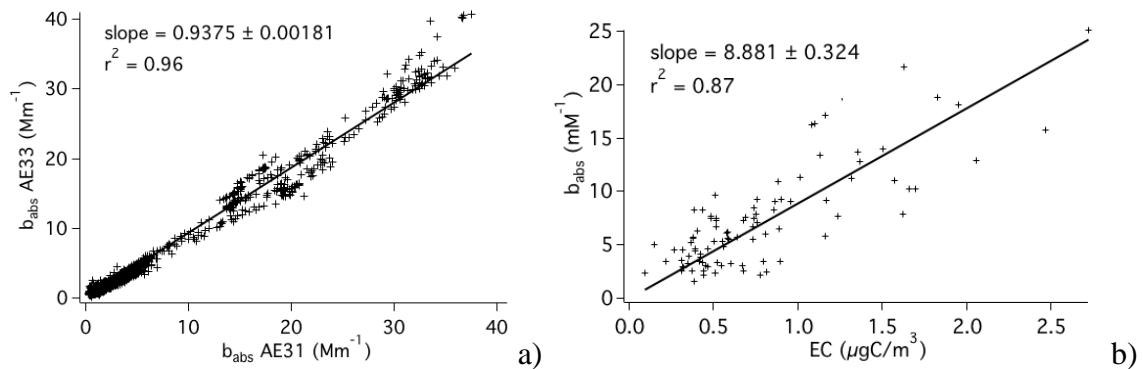 slope = 0.9375 ± 0.00181
r² = 0.96
40
30
20
10
0
b_abs AE33 (Mm⁻¹)
0
10
20
30
40
b_abs AE31 (Mm⁻¹)
a)
slope = 8.881 ± 0.324
r² = 0.87
25
20
15
10
5
0
b_abs (mM⁻¹)
0.0
0.5
1.0
1.5
2.0
2.5
EC (µgC/m³)
b)